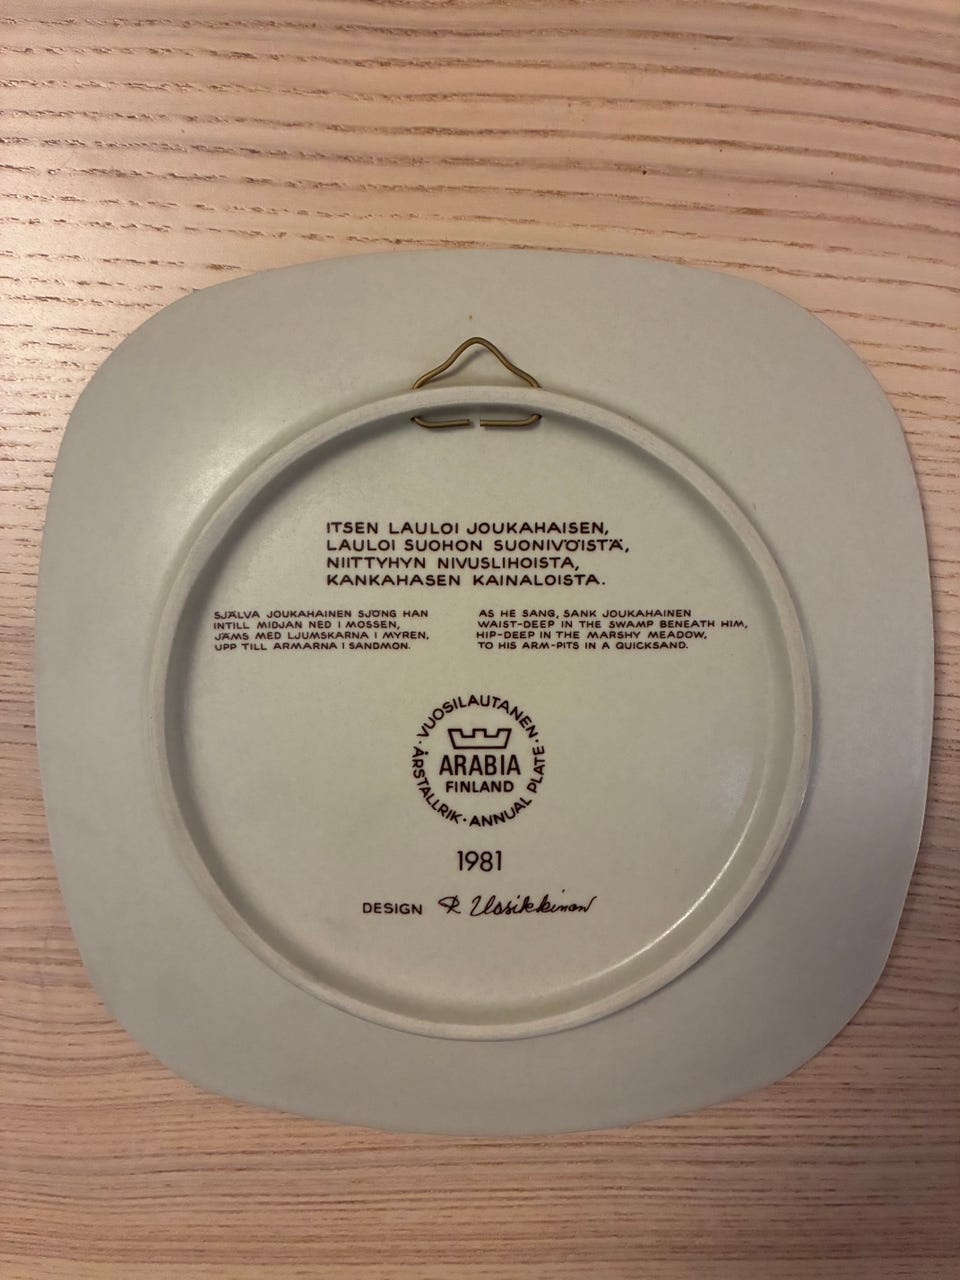 ITSEN LAULOI JOUKAHAISEN,
LAULOI SUOHON SUONIVÖISTÄ,
NIITTYHYN NIVUSLIHOISTA,
KANKAHASEN KAINALOISTA.
SJÄLVA JOUKAHAINEN SJÖNG HAN
INTILL MIDJAN NED I MOSSEN,
JÄMS MED LJUMSKARNA I MYREN,
UPP TILL ARMARNA I SANDMON.
AS HE SANG, SANK JOUKAHAINEN
WAIST-DEEP IN THE SWAMP BENEATH HIM,
HIP-DEEP IN THE MARSHY MEADOW,
TO HIS ARM-PITS IN A QUICKSAND.
VUOSILAUTANEN · ANNUAL PLATE · ÅRSTALLRIK ·
ARABIA
FINLAND
1981
DESIGN R Uosikkinen